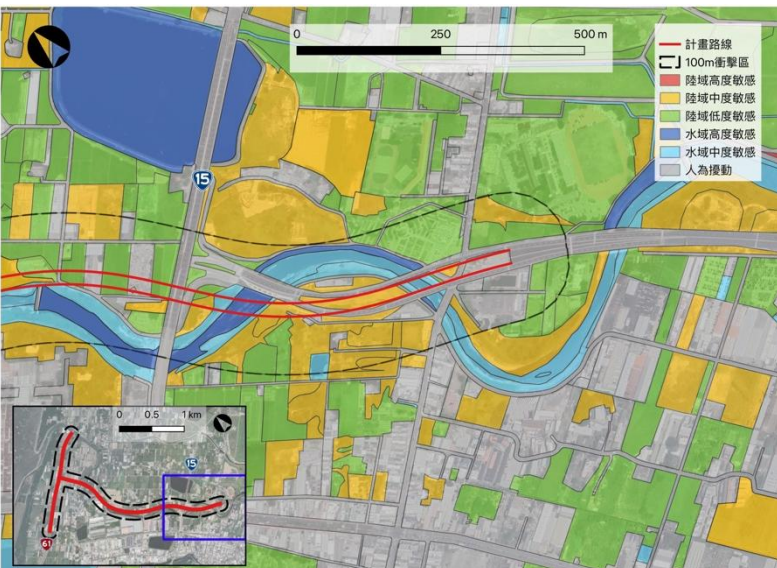 0 250 500 m
計畫路線
100m衝擊區
陸域高度敏感
陸域中度敏感
陸域低度敏感
水域高度敏感
水域中度敏感
人為擾動
15
0 0.5 1 km
15
61